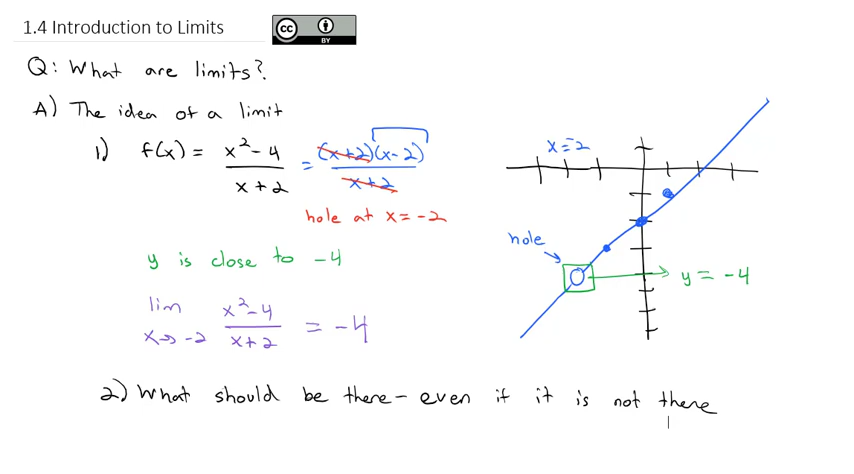 1.4 Introduction to Limits
cc BY
Q: What are limits?
A) The idea of a limit
1) f(x) = x²-4 / x+2 = (x+2)(x-2) / x+2
hole at x = -2
y is close to -4
lim x→-2 x²-4 / x+2 = -4
x=-2
hole
y = -4
2) What should be there - even if it is not there